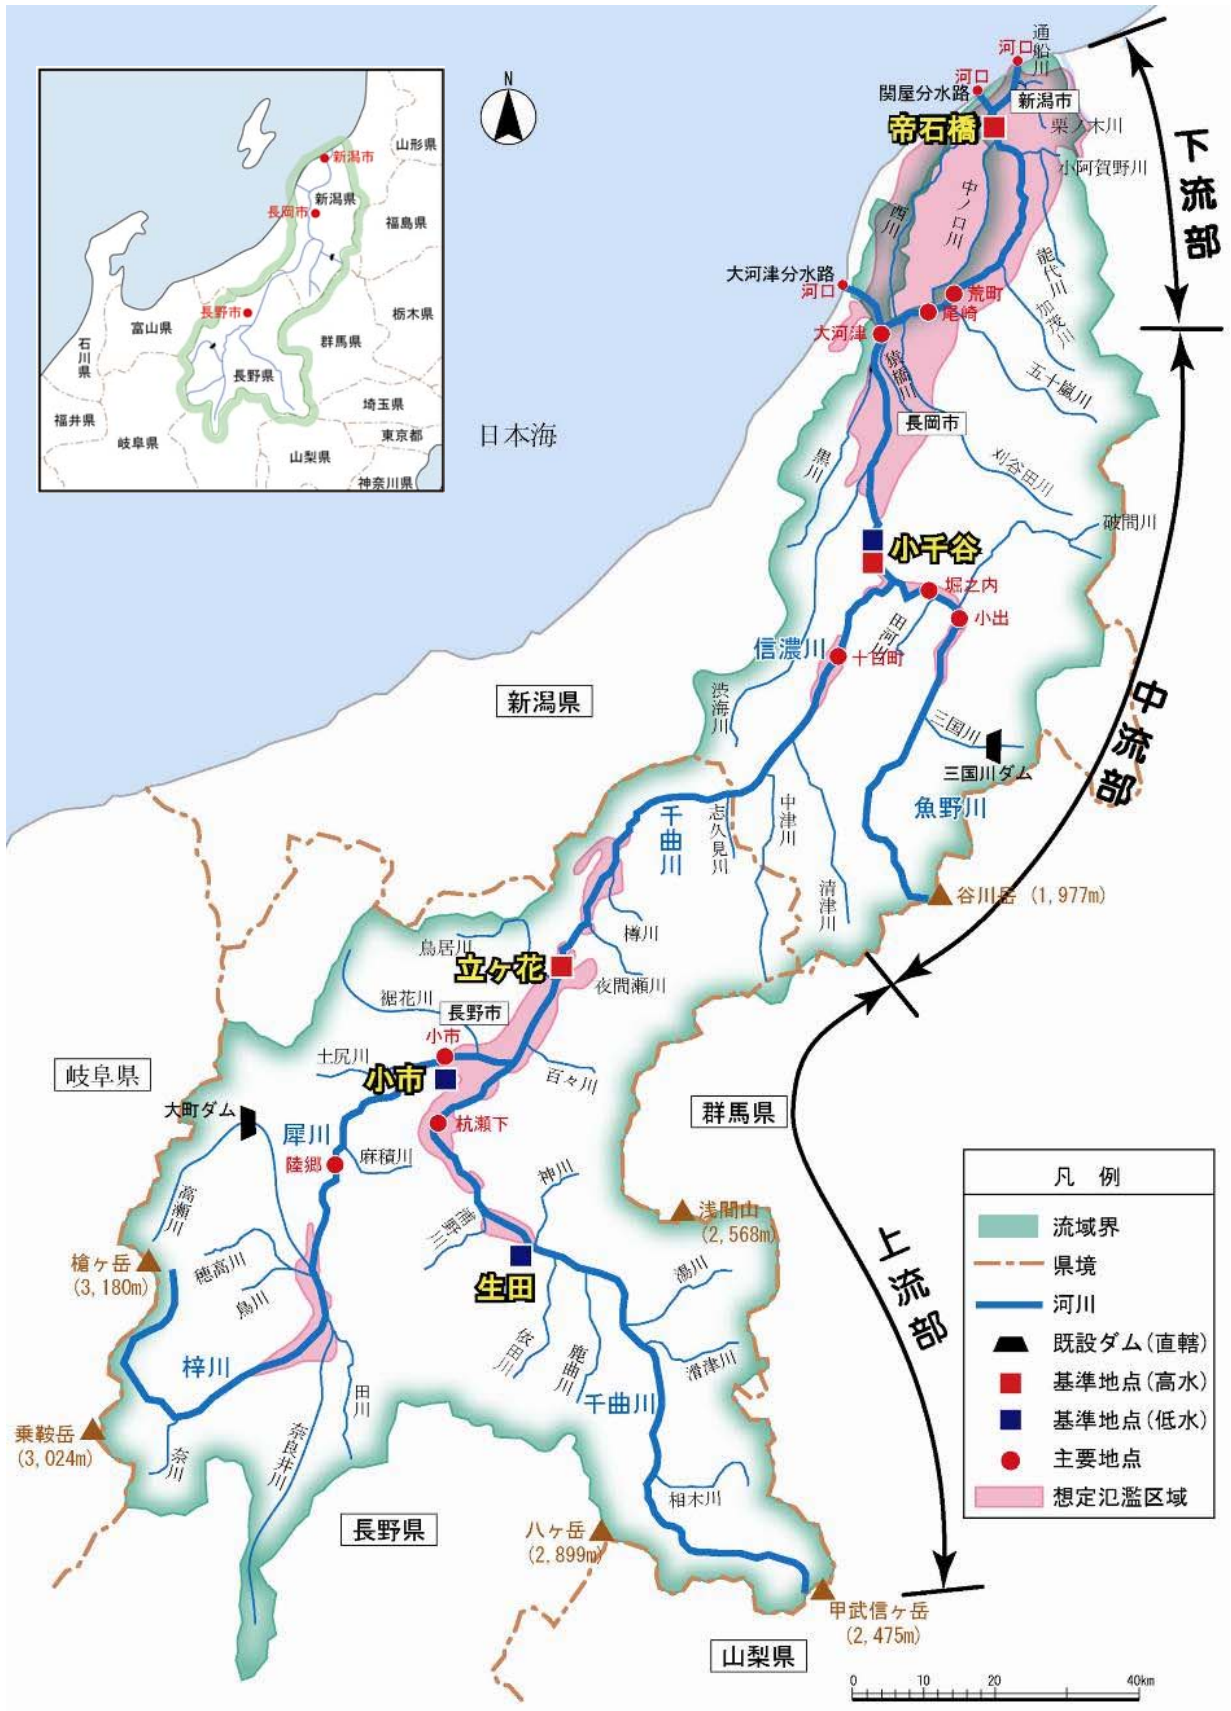 山形県
新潟市
新潟県
長岡市
福島県
長野市
栃木県
富山県
石川県
群馬県
長野県
埼玉県
福井県
岐阜県
東京都
山梨県
神奈川県
N
日本海
通船川
河口
河口
関屋分水路
新潟市
帝石橋
栗ノ木川
小阿賀野川
下流部
西川
中ノ口川
能代川
大河津分水路
河口
荒町
尾崎
加茂川
大河津
猿橋川
五十嵐川
長岡市
黒川
刈谷田川
破間川
小千谷
堀之内
小出
田河川
信濃川
十日町
渋海川
新潟県
中流部
三国川
三国川ダム
魚野川
千曲川
志久見川
中津川
清津川
谷川岳 (1,977m)
鳥居川
樽川
立ヶ花
夜間瀬川
裾花川
長野市
小市
土尻川
小市
百々川
岐阜県
大町ダム
犀川
杭瀬下
群馬県
陸郷
麻績川
高瀬川
神川
浦野川
浅間山
(2,568m)
上流部
槍ヶ岳
(3,180m)
穂高川
烏川
生田
湯川
依田川
鹿曲川
滑津川
梓川
田川
千曲川
乗鞍岳
(3,024m)
奈川
奈良井川
相木川
長野県
八ヶ岳
(2,899m)
甲武信ヶ岳
(2,475m)
山梨県
凡 例
流域界
県境
河川
既設ダム(直轄)
基準地点(高水)
基準地点(低水)
主要地点
想定氾濫区域
0 10 20 40km